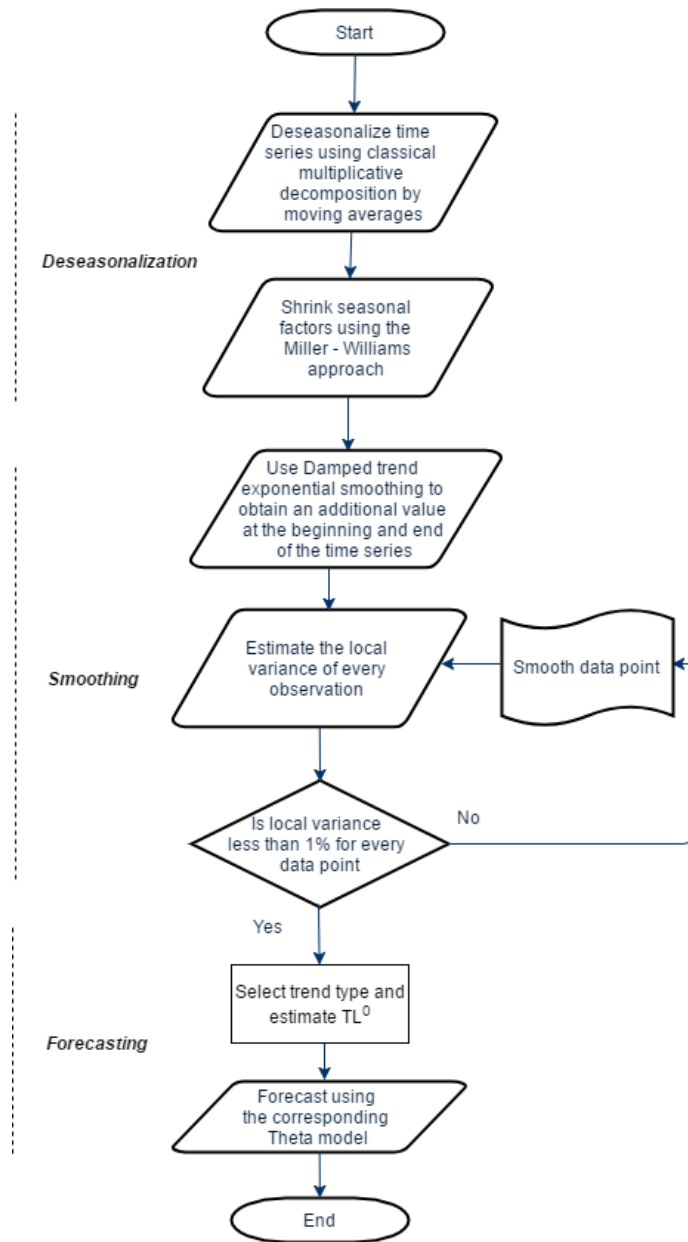 Start
Deseasonalize time
series using classical
multiplicative
decomposition by
moving averages
Deseasonalization
Shrink seasonal
factors using the
Miller - Williams
approach
Use Damped trend
exponential smoothing to
obtain an additional value
at the beginning and end
of the time series
Estimate the local
variance of every
observation
Smooth data point
Smoothing
Is local variance
less than 1% for every
data point
No
Yes
Select trend type and
estimate TL⁰
Forecasting
Forecast using
the corresponding
Theta model
End